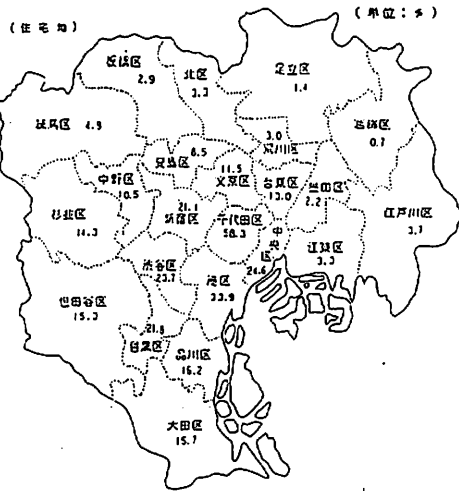 (住宅地)
(単位：%)
板橋区
2.9
北区
3.3
足立区
1.4
練馬区 4.9
葛飾区
0.7
3.0
荒川区
豊島区 6.5
11.5
文京区
台東区
13.0
墨田区
2.2
中野区
10.5
杉並区
14.3
21.1
新宿区
千代田区
58.3
中央区
24.6
江東区
3.3
江戸川区
3.7
渋谷区
23.7
港区
33.9
世田谷区
15.3
21.8
目黒区
品川区
16.2
大田区
15.7